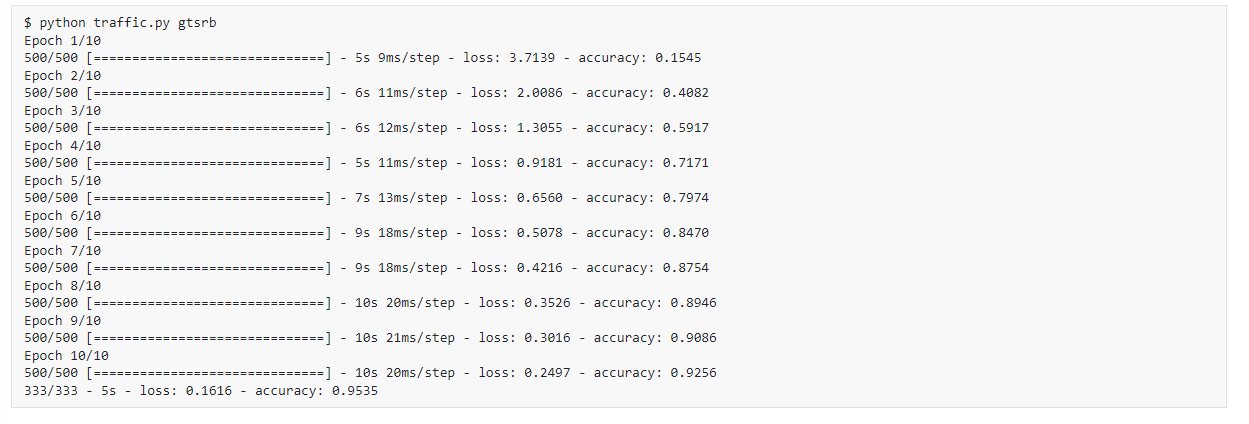 $ python traffic.py gtsrb
Epoch 1/10
500/500 [==============================] - 5s 9ms/step - loss: 3.7139 - accuracy: 0.1545
Epoch 2/10
500/500 [==============================] - 6s 11ms/step - loss: 2.0086 - accuracy: 0.4082
Epoch 3/10
500/500 [==============================] - 6s 12ms/step - loss: 1.3055 - accuracy: 0.5917
Epoch 4/10
500/500 [==============================] - 5s 11ms/step - loss: 0.9181 - accuracy: 0.7171
Epoch 5/10
500/500 [==============================] - 7s 13ms/step - loss: 0.6560 - accuracy: 0.7974
Epoch 6/10
500/500 [==============================] - 9s 18ms/step - loss: 0.5078 - accuracy: 0.8470
Epoch 7/10
500/500 [==============================] - 9s 18ms/step - loss: 0.4216 - accuracy: 0.8754
Epoch 8/10
500/500 [==============================] - 10s 20ms/step - loss: 0.3526 - accuracy: 0.8946
Epoch 9/10
500/500 [==============================] - 10s 21ms/step - loss: 0.3016 - accuracy: 0.9086
Epoch 10/10
500/500 [==============================] - 10s 20ms/step - loss: 0.2497 - accuracy: 0.9256
333/333 - 5s - loss: 0.1616 - accuracy: 0.9535